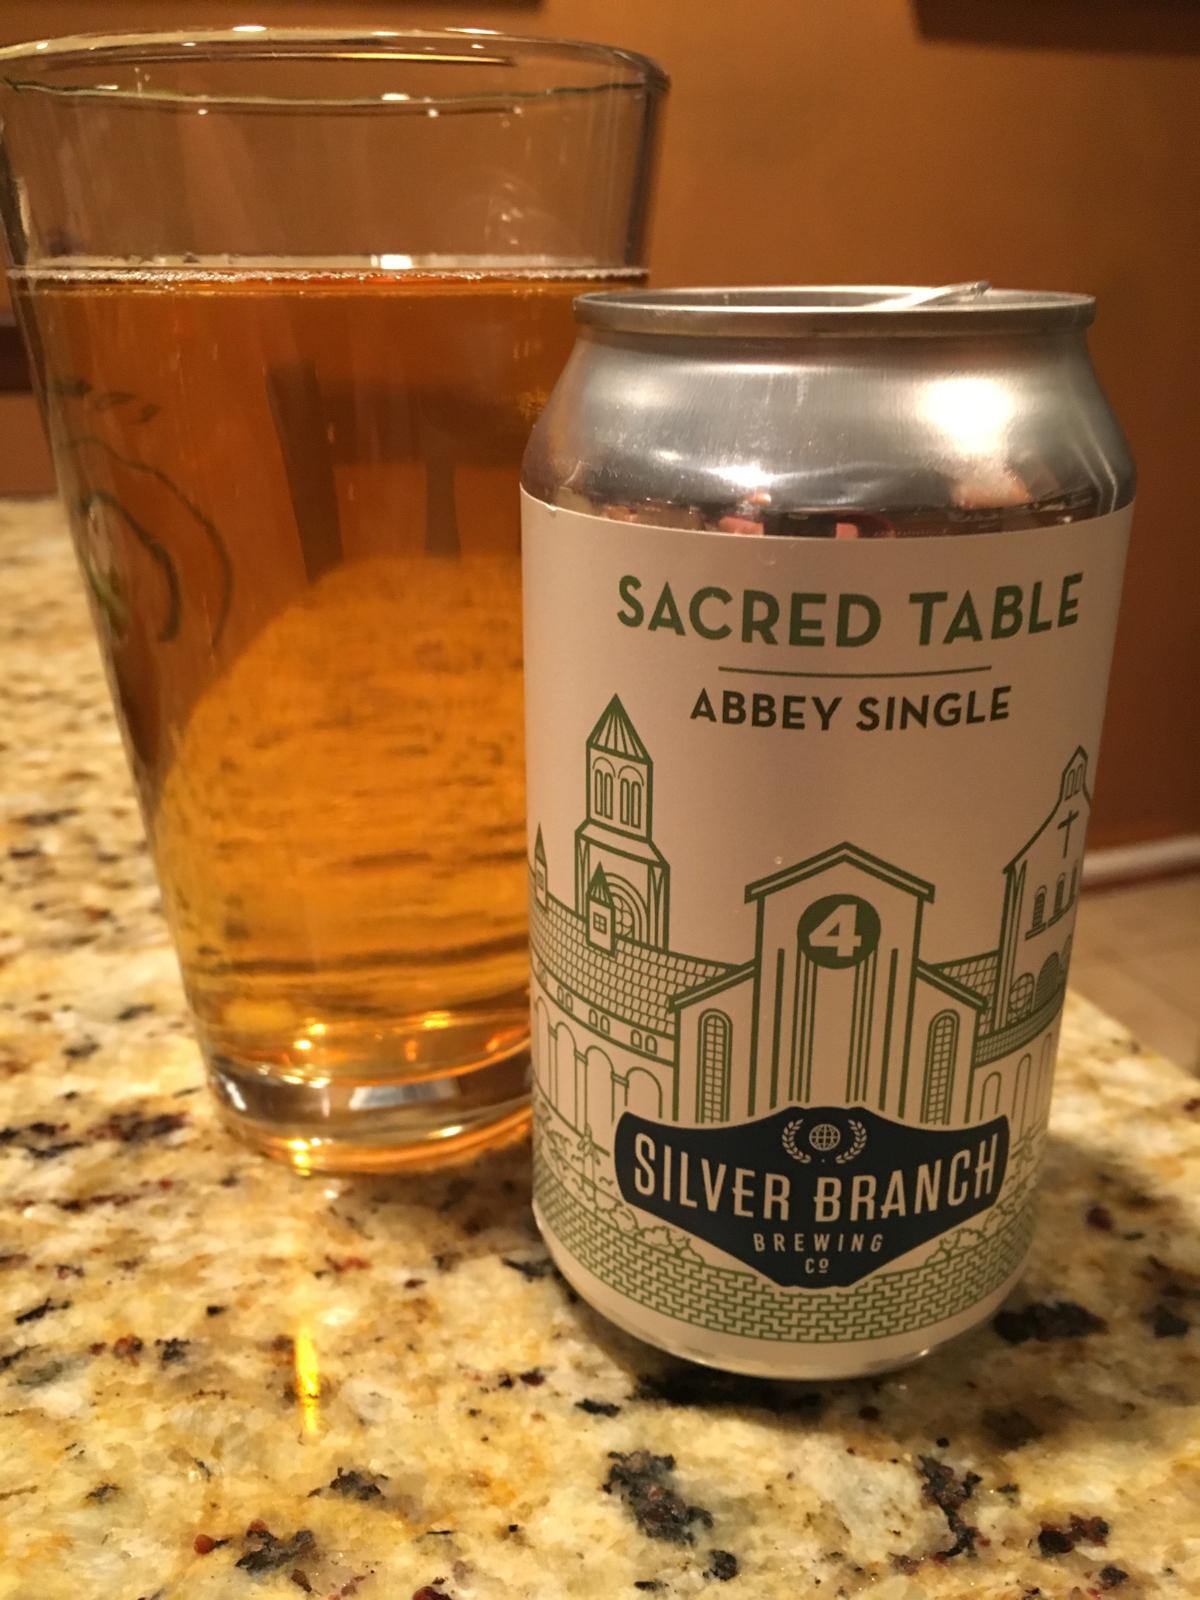 SACRED TABLE
ABBEY SINGLE
4
SILVER BRANCH
BREWING
CO